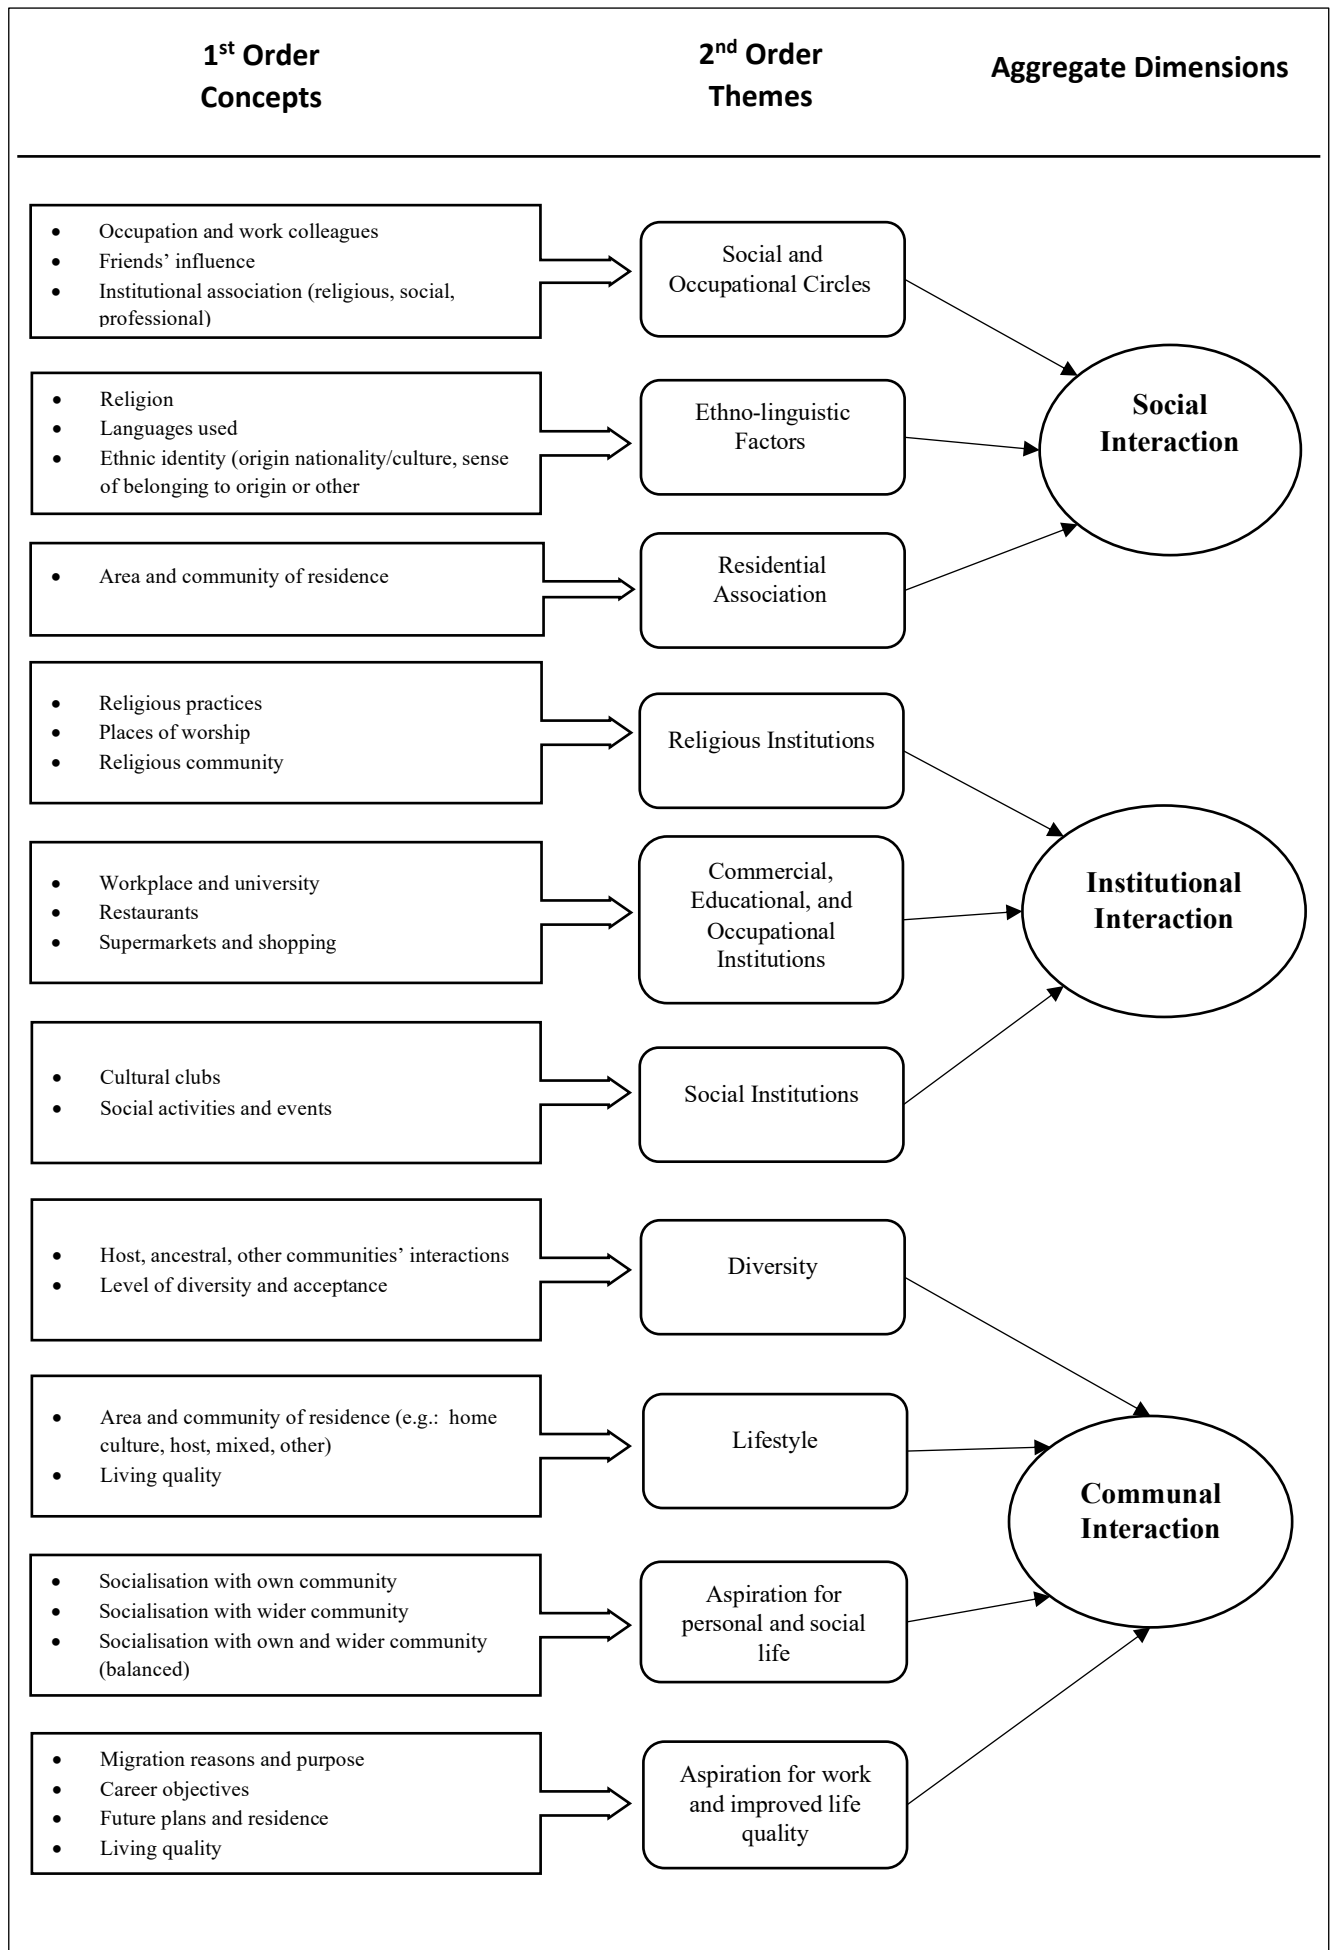 1st Order
Concepts
2nd Order
Themes
Aggregate Dimensions
• Occupation and work colleagues
• Friends’ influence
• Institutional association (religious, social,
professional)
Social and
Occupational Circles
• Religion
• Languages used
• Ethnic identity (origin nationality/culture, sense
of belonging to origin or other
Ethno-linguistic
Factors
Social
Interaction
• Area and community of residence
Residential
Association
• Religious practices
• Places of worship
• Religious community
Religious Institutions
• Workplace and university
• Restaurants
• Supermarkets and shopping
Commercial,
Educational, and
Occupational
Institutions
Institutional
Interaction
• Cultural clubs
• Social activities and events
Social Institutions
• Host, ancestral, other communities’ interactions
• Level of diversity and acceptance
Diversity
• Area and community of residence (e.g.: home
culture, host, mixed, other)
• Living quality
Lifestyle
Communal
Interaction
• Socialisation with own community
• Socialisation with wider community
• Socialisation with own and wider community
(balanced)
Aspiration for
personal and social
life
• Migration reasons and purpose
• Career objectives
• Future plans and residence
• Living quality
Aspiration for work
and improved life
quality